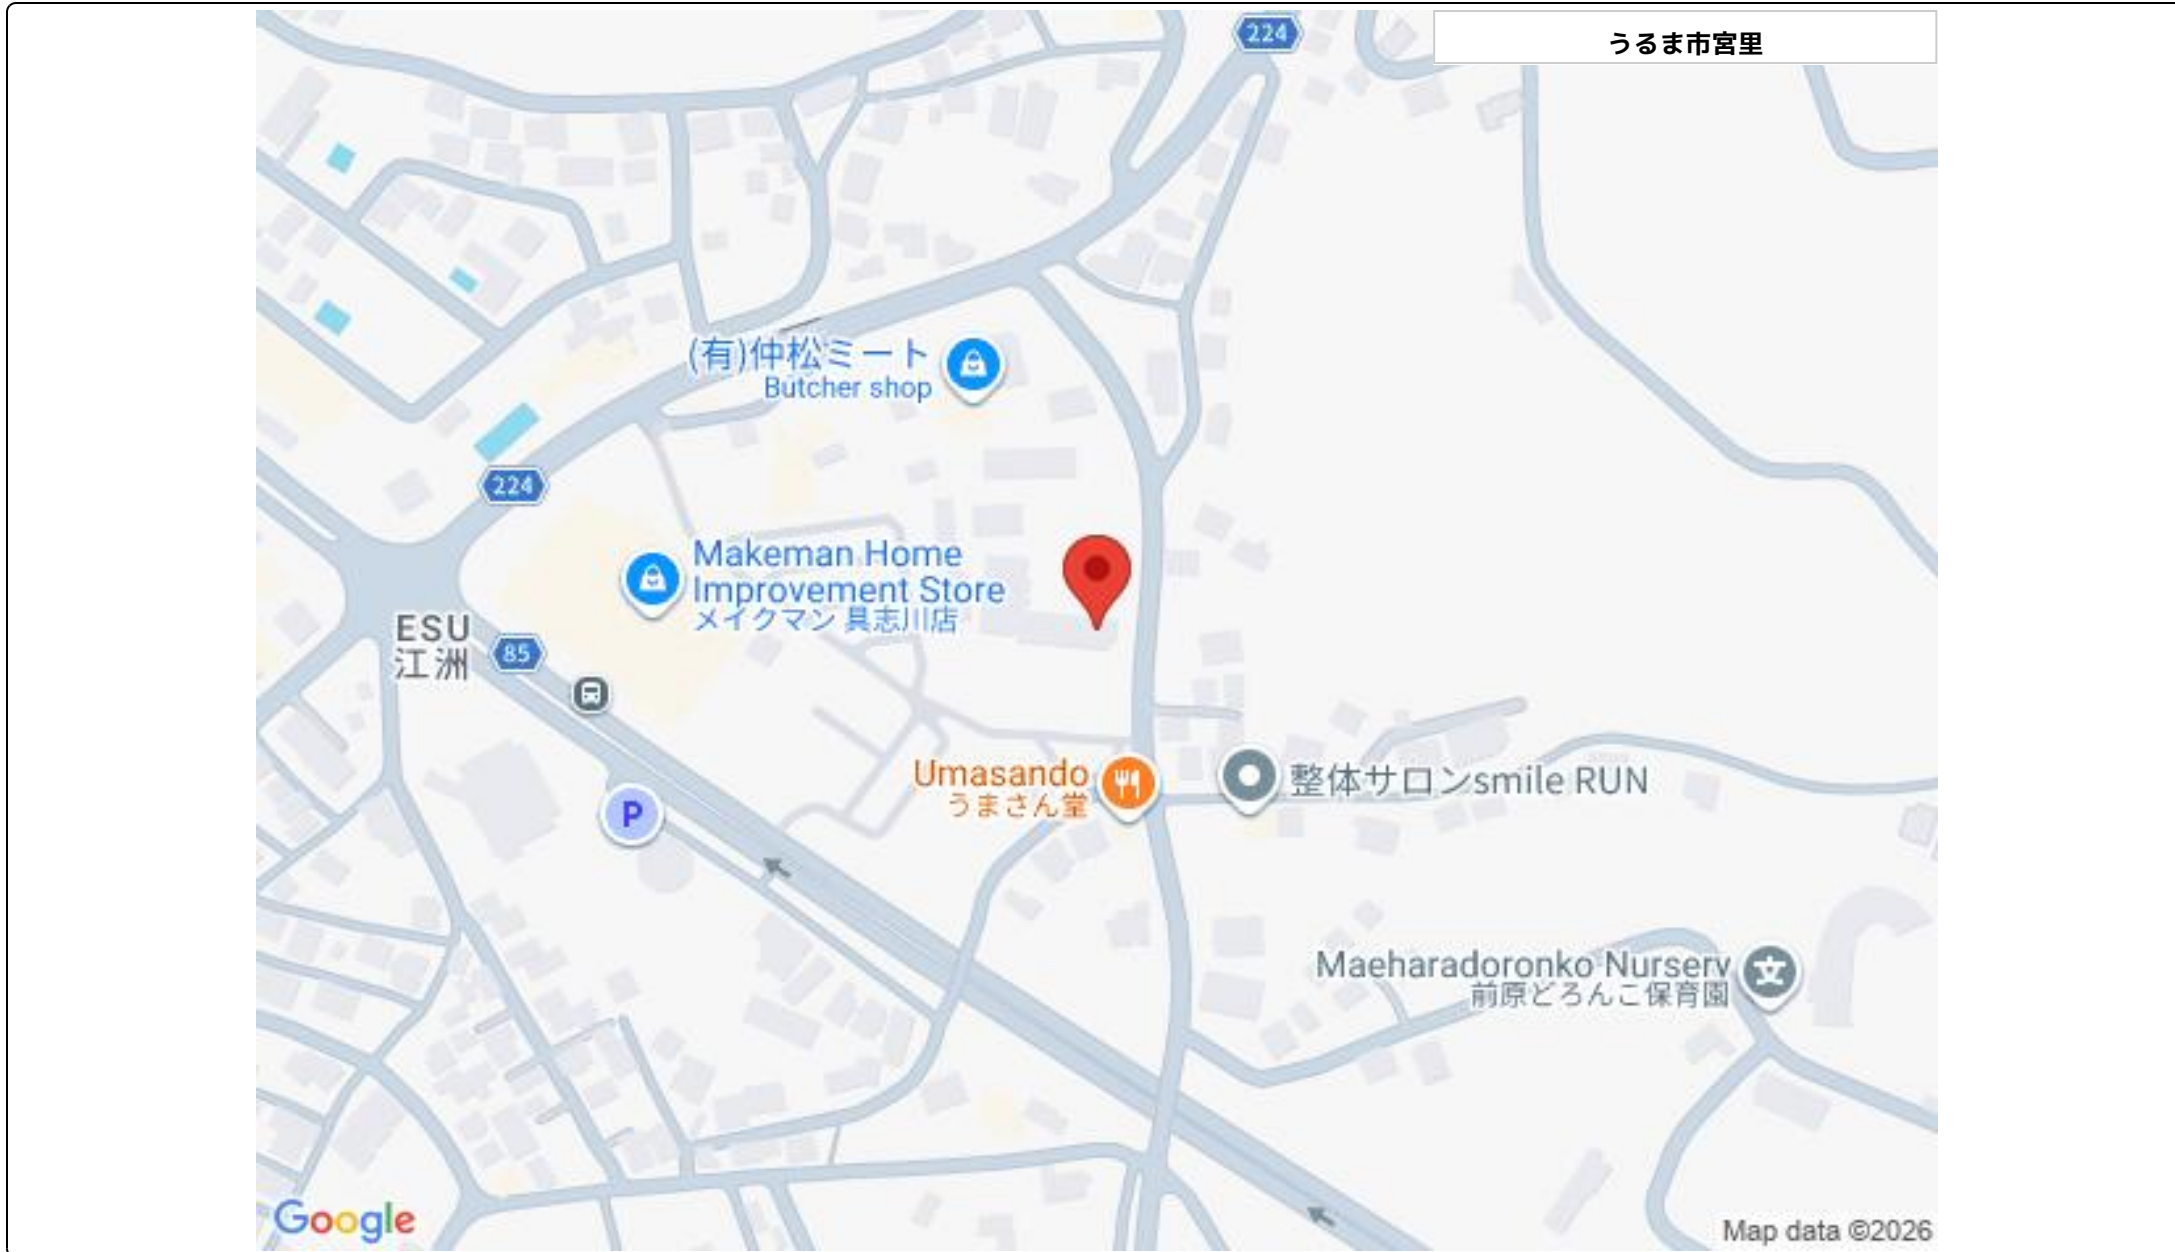 224
うるま市宮里
(有)仲松ミート
Butcher shop
224
Makeman Home
Improvement Store
メイクマン 具志川店
ESU
江洲
85
Umasando
うまさん堂
整体サロンsmile RUN
P
Maeharadoronko Nursery
前原どろんこ保育園
文
Google
Map data ©2026